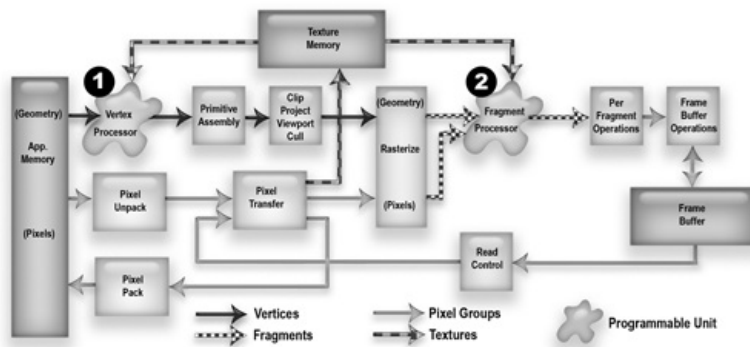 Texture
Memory
1
2
(Geometry)
App.
Memory
(Pixels)
Vertex
Processor
Primitive
Assembly
Clip
Project
Viewport
Cull
(Geometry)
Rasterize
(Pixels)
Fragment
Processor
Per
Fragment
Operations
Frame
Buffer
Operations
Pixel
Unpack
Pixel
Transfer
Frame
Buffer
Read
Control
Pixel
Pack
Vertices
Fragments
Pixel Groups
Textures
Programmable Unit